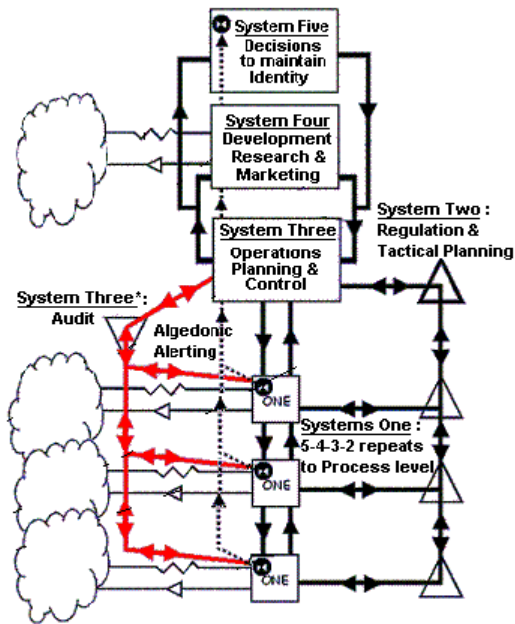 System Five
Decisions to maintain
Identity
System Four
Development
Research &
Marketing
System Two :
Regulation &
Tactical Planning
System Three
Operations
Planning &
Control
System Three*:
Audit
Algedonic
Alerting
ONE
Systems One :
5-4-3-2 repeats
to Process level
ONE
ONE